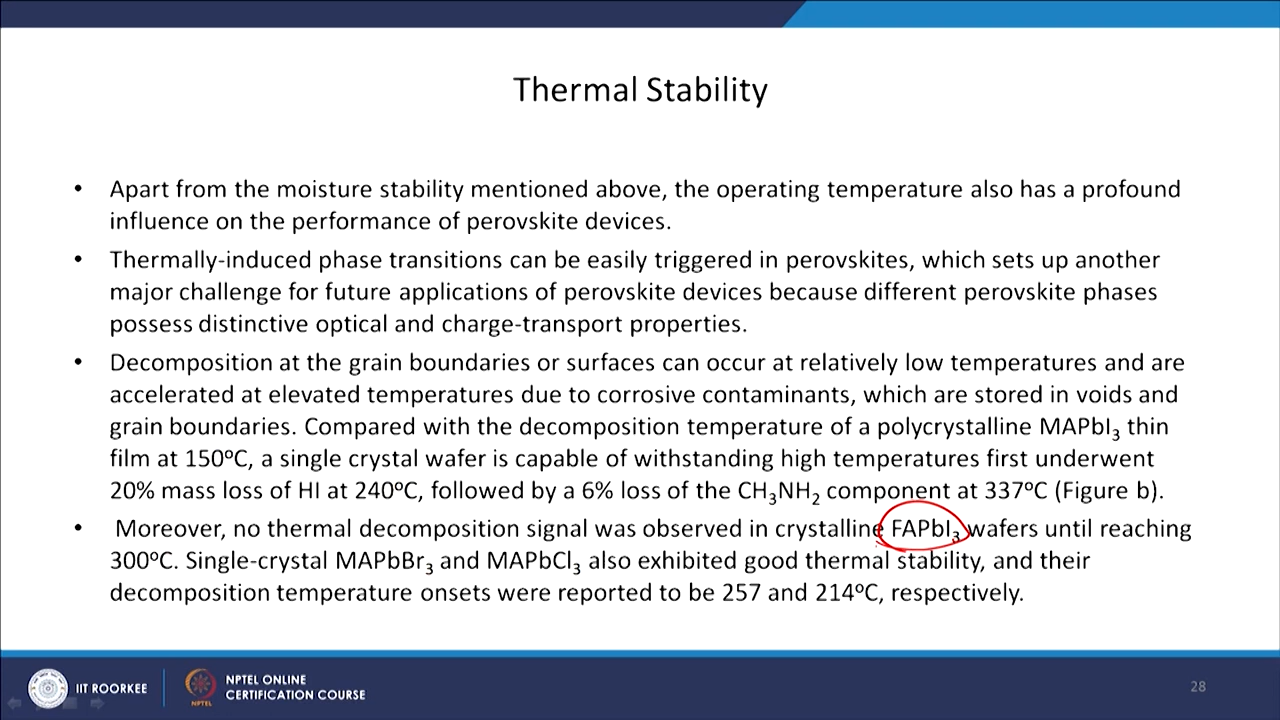 Thermal Stability
• Apart from the moisture stability mentioned above, the operating temperature also has a profound
influence on the performance of perovskite devices.
• Thermally-induced phase transitions can be easily triggered in perovskites, which sets up another
major challenge for future applications of perovskite devices because different perovskite phases
possess distinctive optical and charge-transport properties.
• Decomposition at the grain boundaries or surfaces can occur at relatively low temperatures and are
accelerated at elevated temperatures due to corrosive contaminants, which are stored in voids and
grain boundaries. Compared with the decomposition temperature of a polycrystalline MAPbI₃ thin
film at 150ºC, a single crystal wafer is capable of withstanding high temperatures first underwent
20% mass loss of HI at 240ºC, followed by a 6% loss of the CH₃NH₂ component at 337ºC (Figure b).
• Moreover, no thermal decomposition signal was observed in crystalline FAPbI₃ wafers until reaching
300ºC. Single-crystal MAPbBr₃ and MAPbCl₃ also exhibited good thermal stability, and their
decomposition temperature onsets were reported to be 257 and 214ºC, respectively.
IIT ROORKEE
NPTEL
NPTEL ONLINE
CERTIFICATION COURSE
28